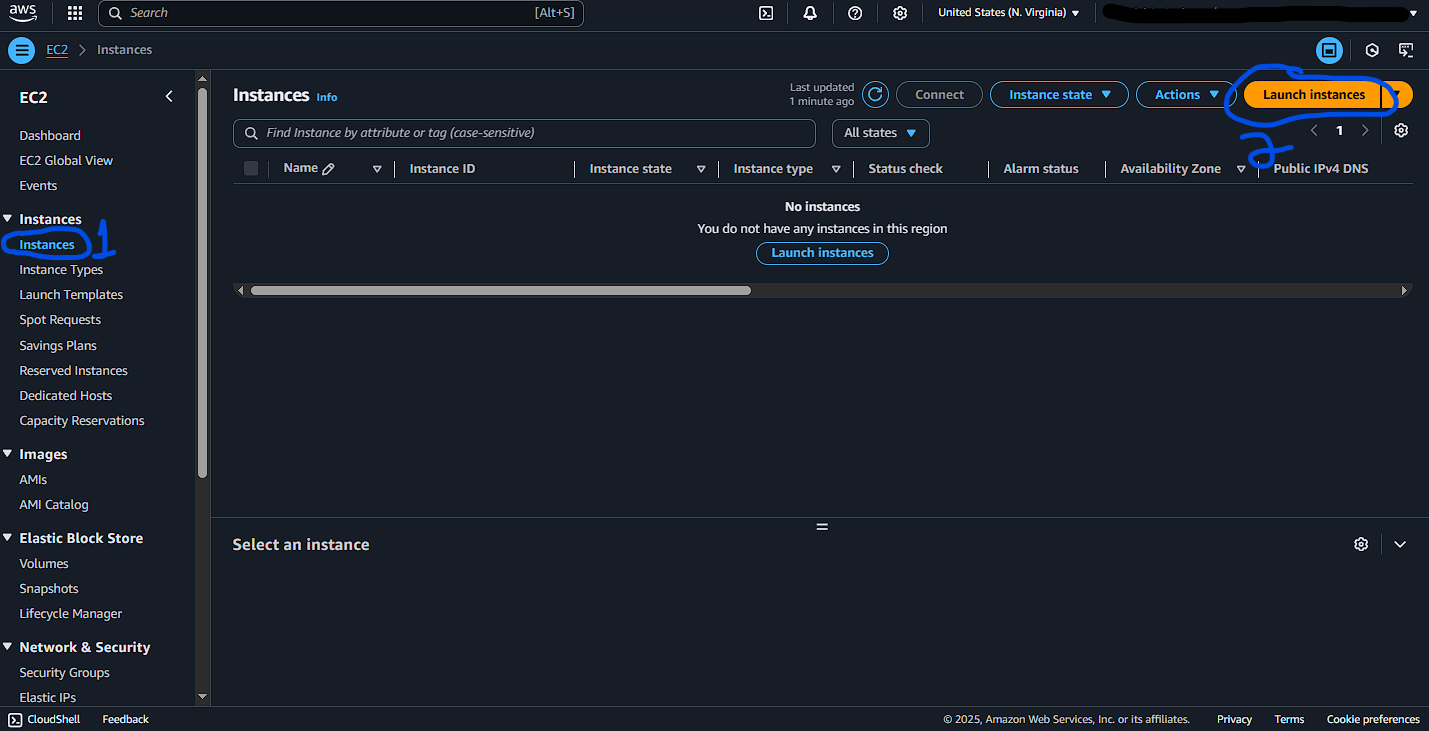 aws
Search [Alt+S] United States (N. Virginia)
EC2 Instances
EC2
Dashboard
EC2 Global View
Events
Instances
Instances 1
Instance Types
Launch Templates
Spot Requests
Savings Plans
Reserved Instances
Dedicated Hosts
Capacity Reservations
Images
AMIs
AMI Catalog
Elastic Block Store
Volumes
Snapshots
Lifecycle Manager
Network & Security
Security Groups
Elastic IPs
Instances Info
Last updated
1 minute ago
Connect Instance state Actions Launch instances
2
Find Instance by attribute or tag (case-sensitive) All states 1
Name Instance ID Instance state Instance type Status check Alarm status Availability Zone Public IPv4 DNS
No instances
You do not have any instances in this region
Launch instances
Select an instance
CloudShell Feedback © 2025, Amazon Web Services, Inc. or its affiliates. Privacy Terms Cookie preferences